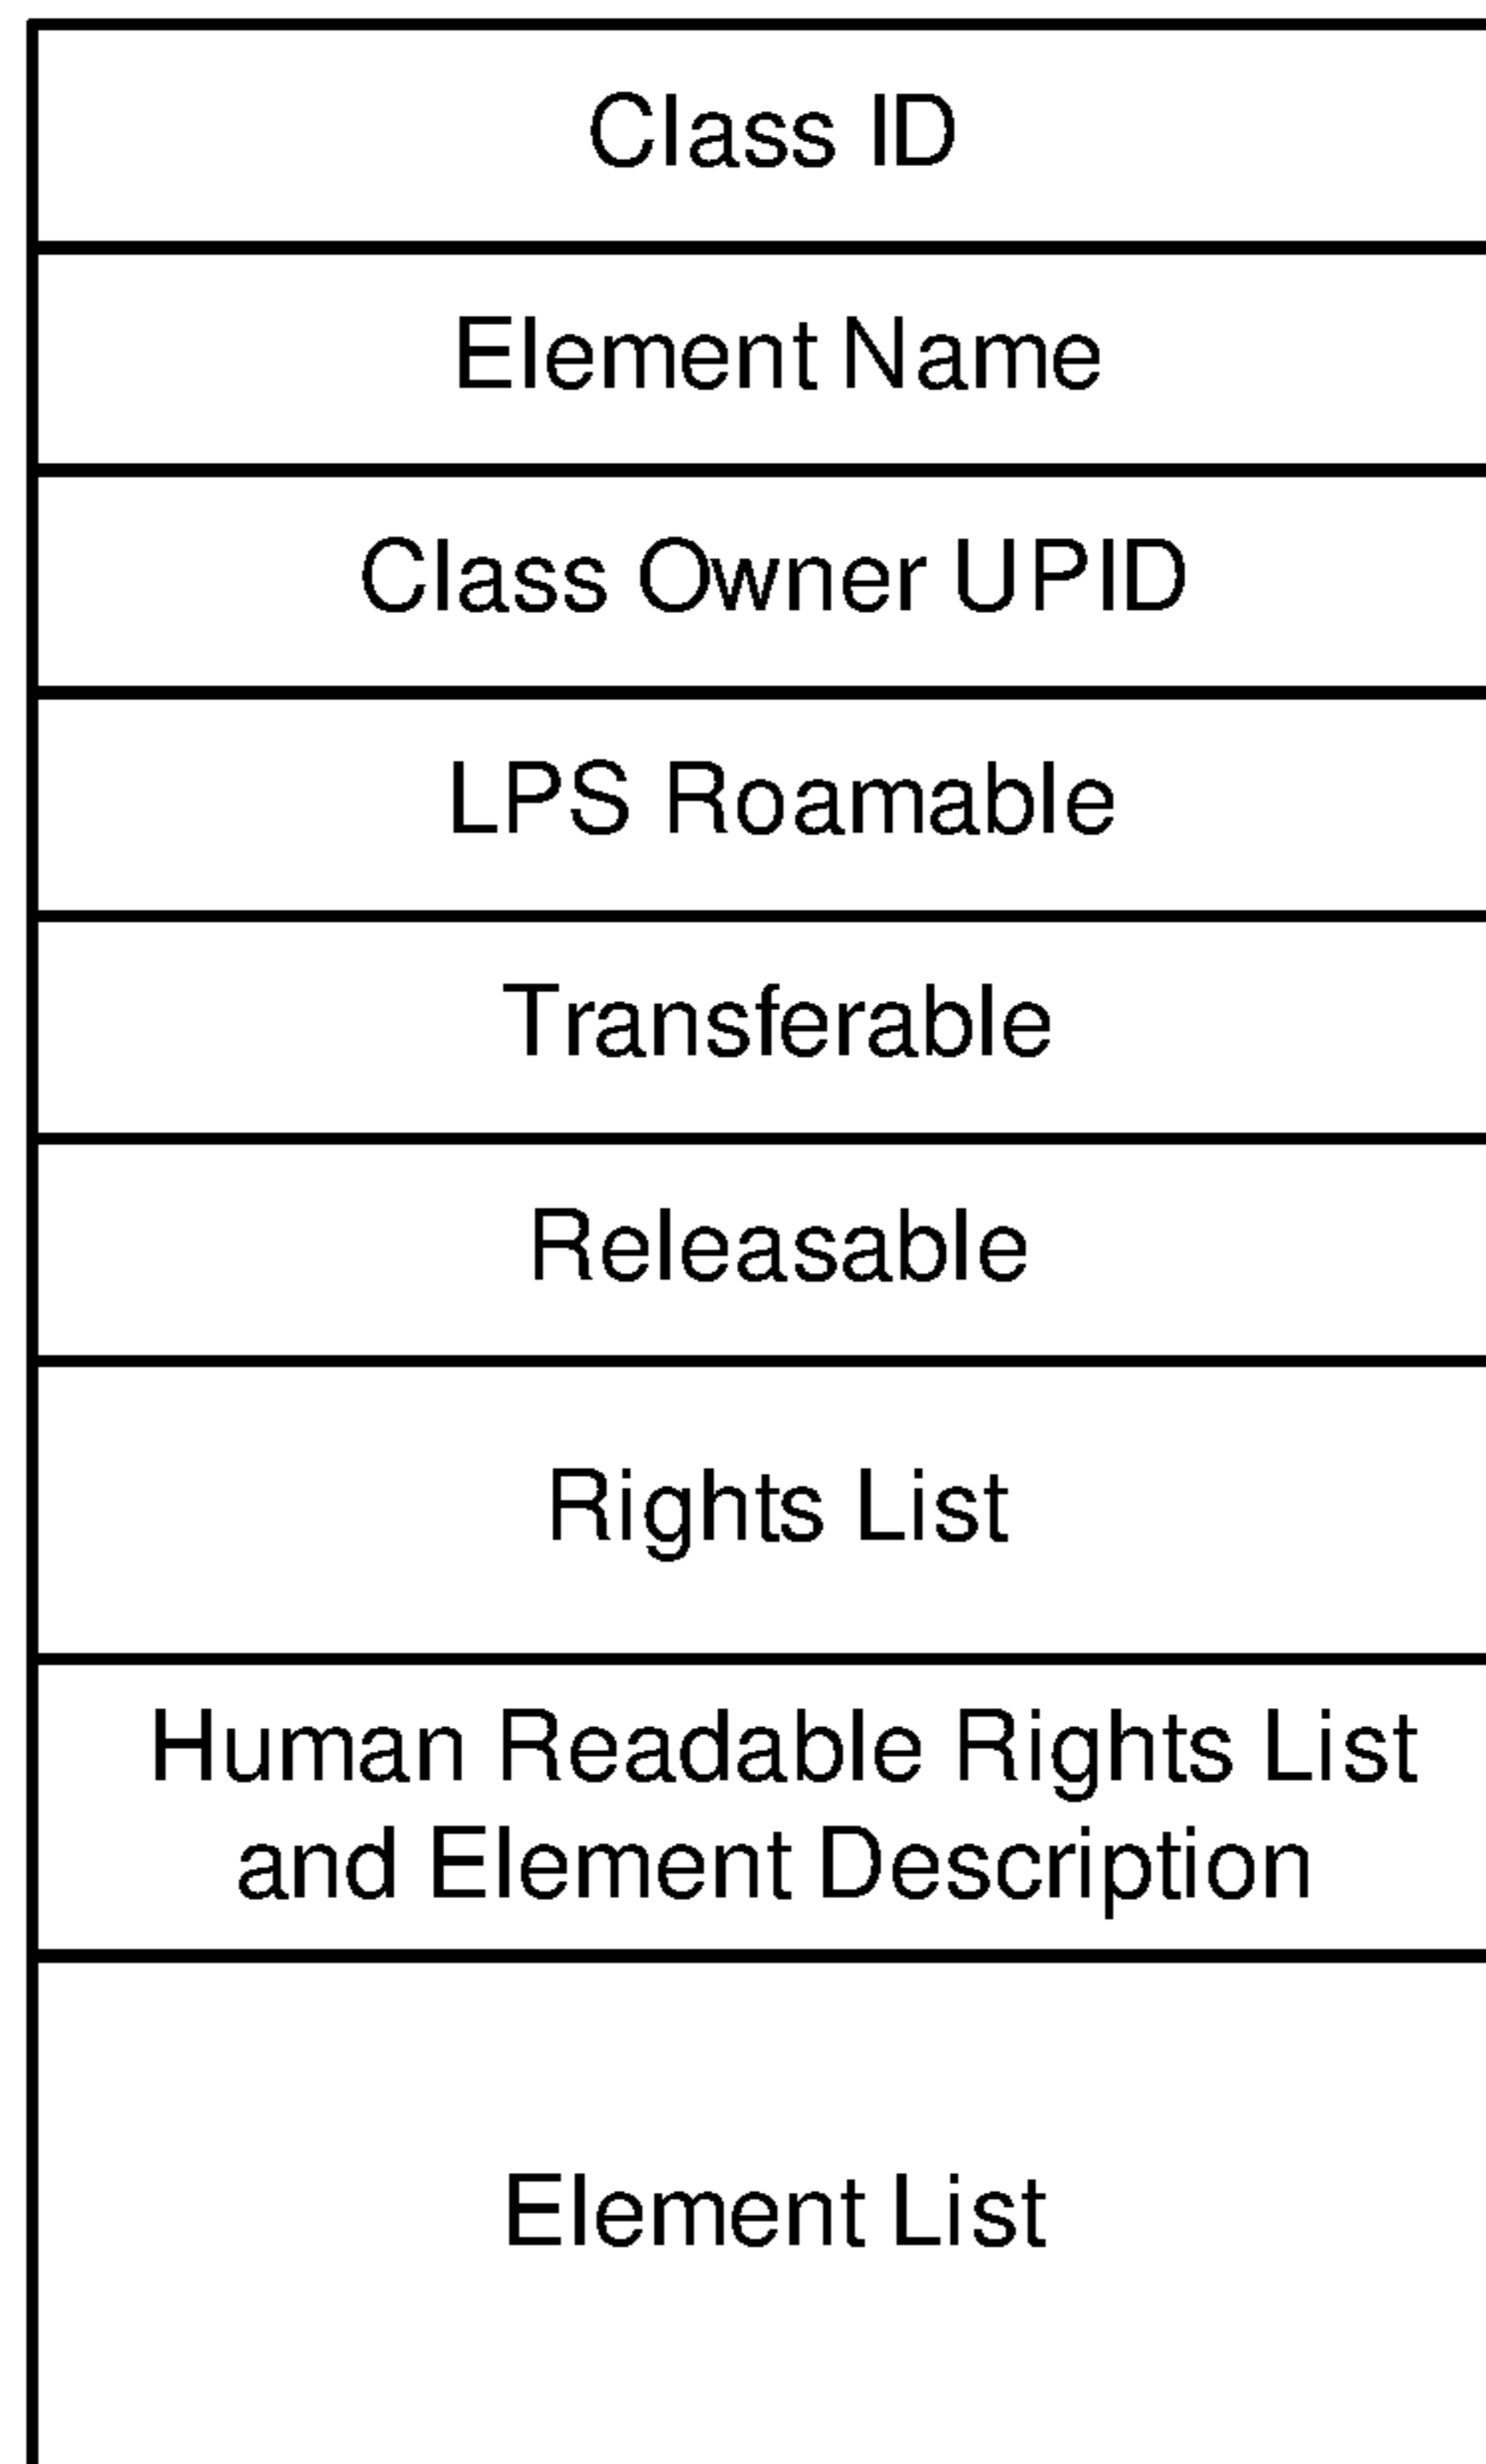 Class ID
Element Name
Class Owner UPID
LPS Roamable
Transferable
Releasable
Rights List
Human Readable Rights List
and Element Description
Element List